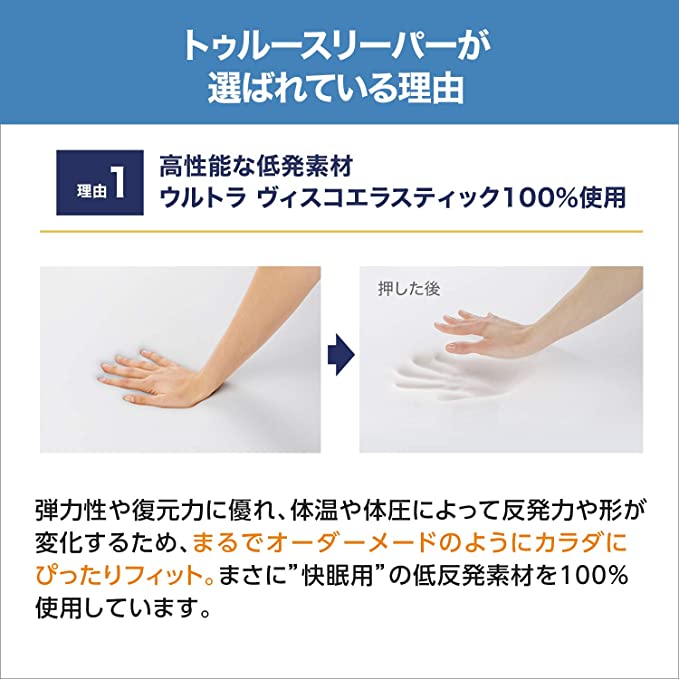 トゥルースリーパーが
選ばれている理由
理由1
高性能な低発素材
ウルトラ ヴィスコエラスティック100%使用
押した後
弾力性や復元力に優れ、体温や体圧によって反発力や形が
変化するため、まるでオーダーメードのようにカラダに
ぴったりフィット。まさに”快眠用”の低反発素材を100%
使用しています。